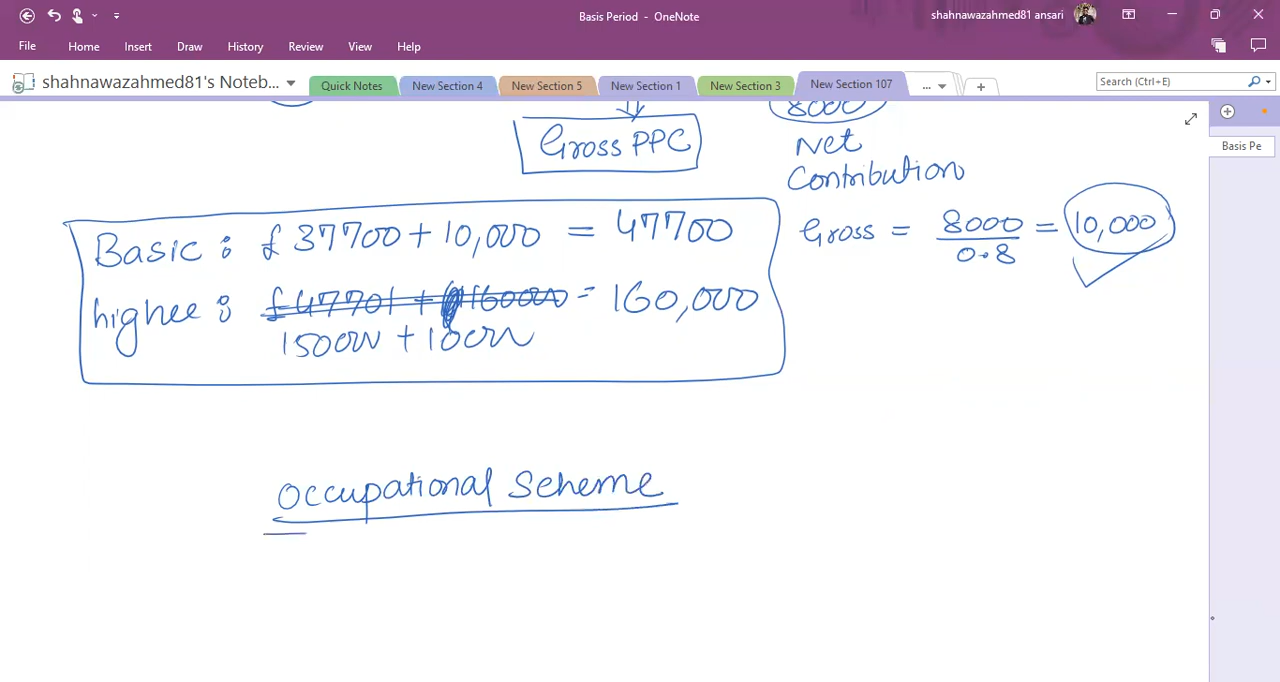 Basis Period - OneNote
shahnawazahmed81 ansari
File Home Insert Draw History Review View Help
shahnawazahmed81's Noteb... Quick Notes New Section 4 New Section 5 New Section 1 New Section 3 New Section 107 ... +
Search (Ctrl+E)
Basis Pe
8000
Gross PPC
Net
Contribution
Gross = 8000/0.8 = 10,000
Basic : £37700 + 10,000 = 47700
higher : = 160,000
150000 + 10000
Occupational Scheme